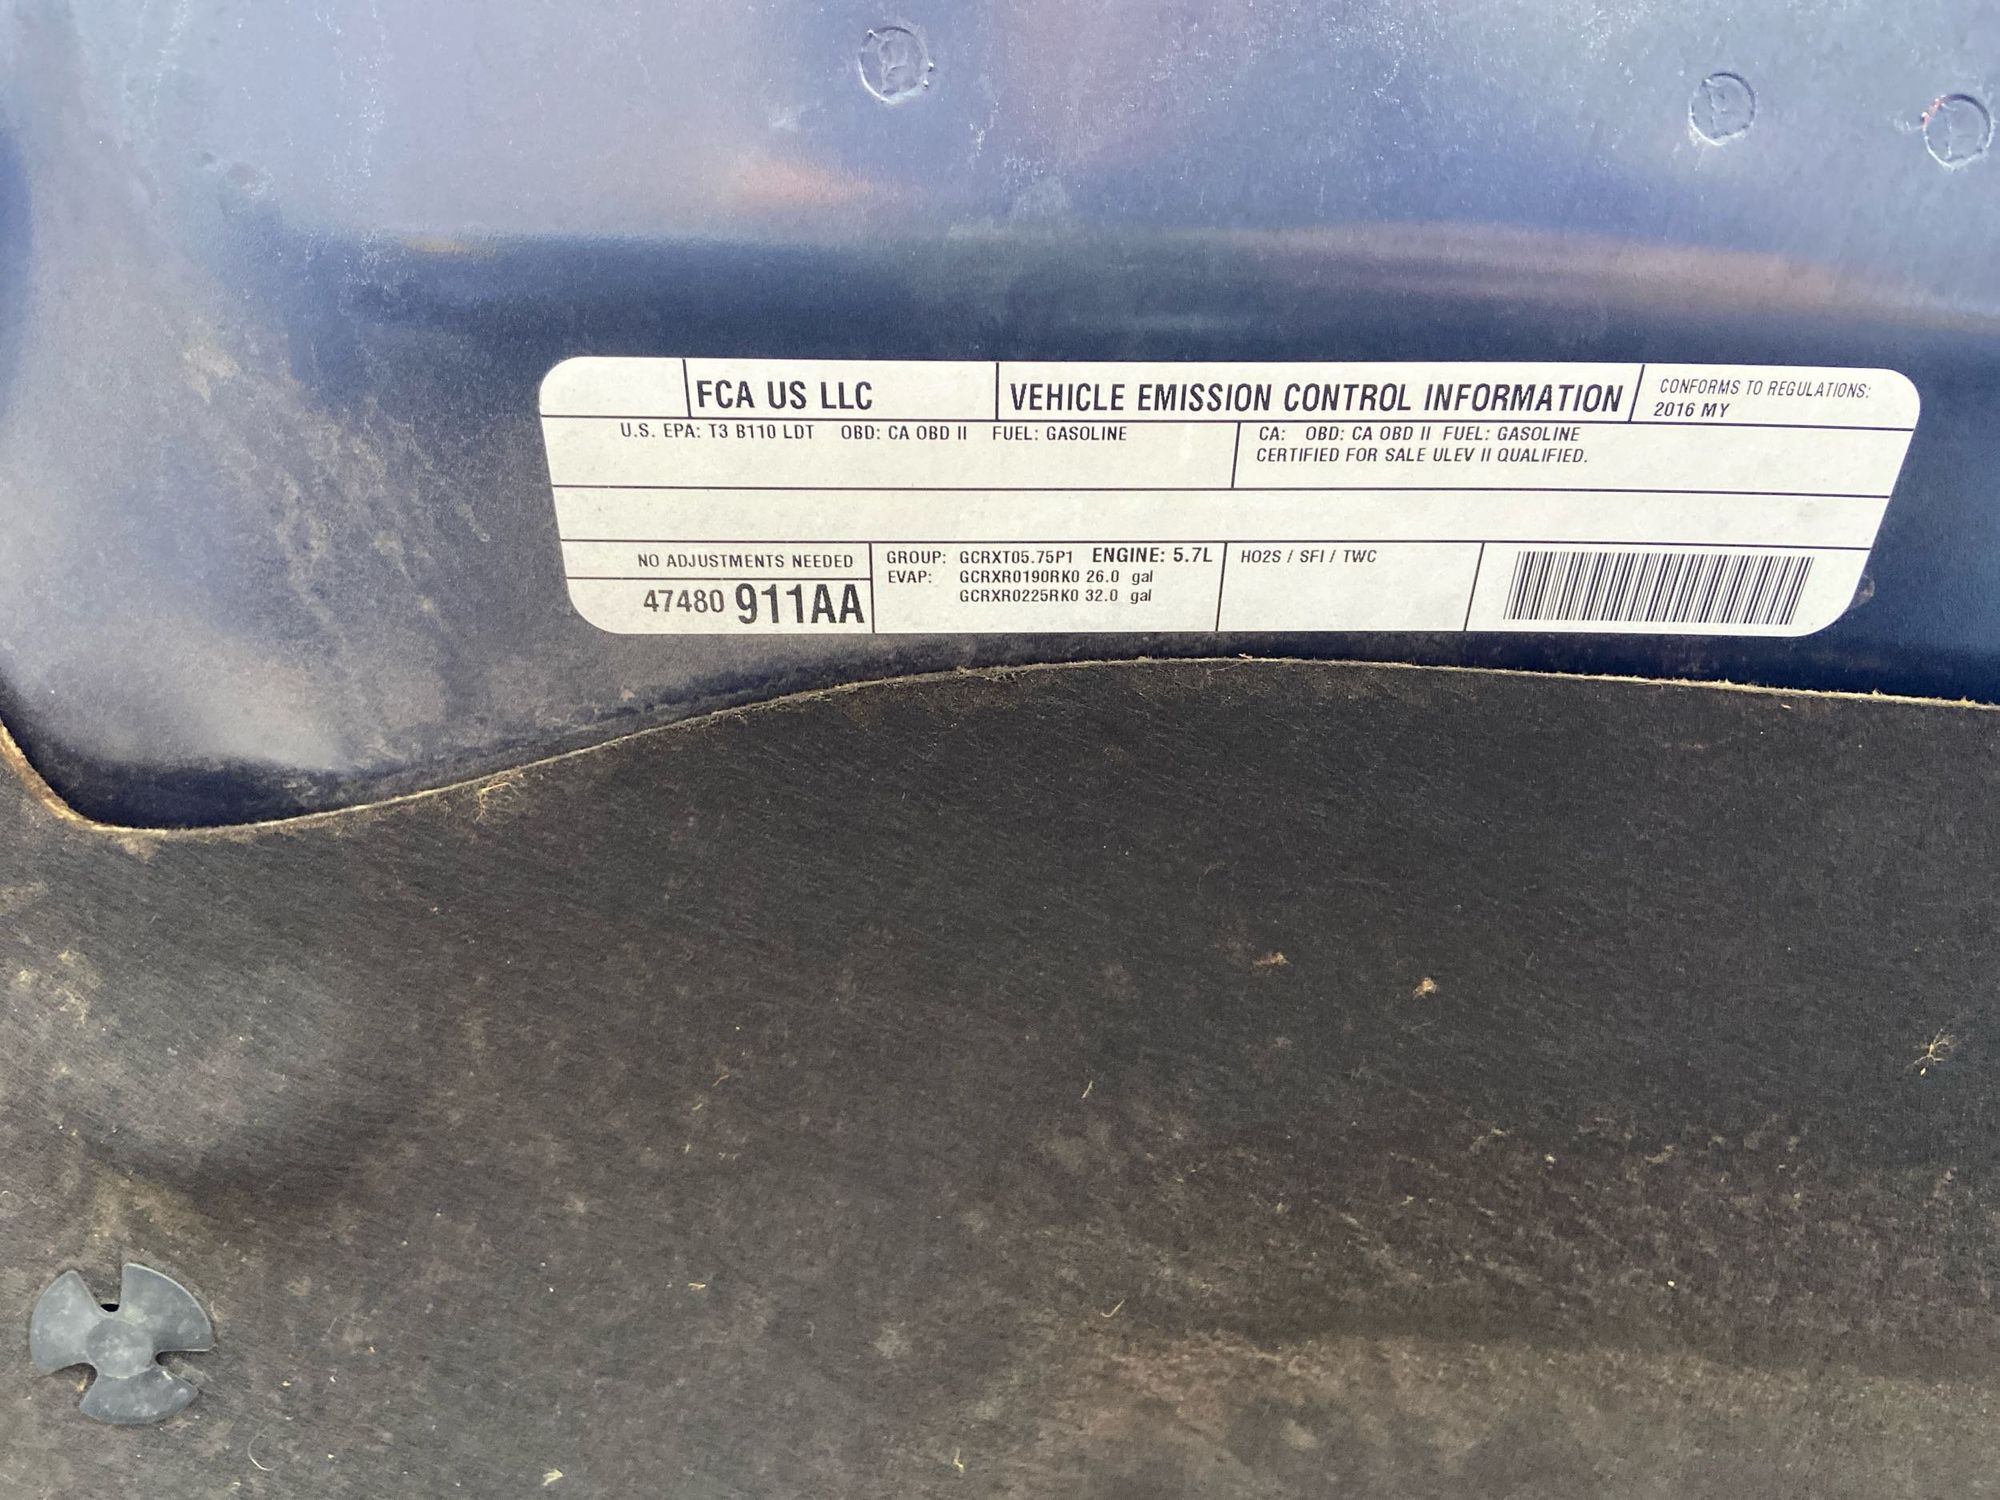 FCA US LLC
VEHICLE EMISSION CONTROL INFORMATION
CONFORMS TO REGULATIONS:
2016 MY
U.S. EPA: T3 B110 LDT OBD: CA OBD II FUEL: GASOLINE
CA: OBD: CA OBD II FUEL: GASOLINE
CERTIFIED FOR SALE ULEV II QUALIFIED.
NO ADJUSTMENTS NEEDED
47480 911AA
GROUP: GCRXT05.75P1 ENGINE: 5.7L
EVAP: GCRXR0190RK0 26.0 gal
GCRXR0225RK0 32.0 gal
HO2S / SFI / TWC